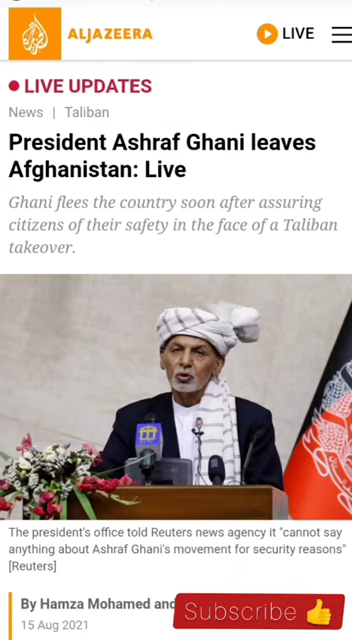 ALJAZEERA
LIVE
LIVE UPDATES
News | Taliban
President Ashraf Ghani leaves
Afghanistan: Live
Ghani flees the country soon after assuring
citizens of their safety in the face of a Taliban
takeover.
The president's office told Reuters news agency it "cannot say
anything about Ashraf Ghani's movement for security reasons"
[Reuters]
By Hamza Mohamed and
Subscribe
15 Aug 2021